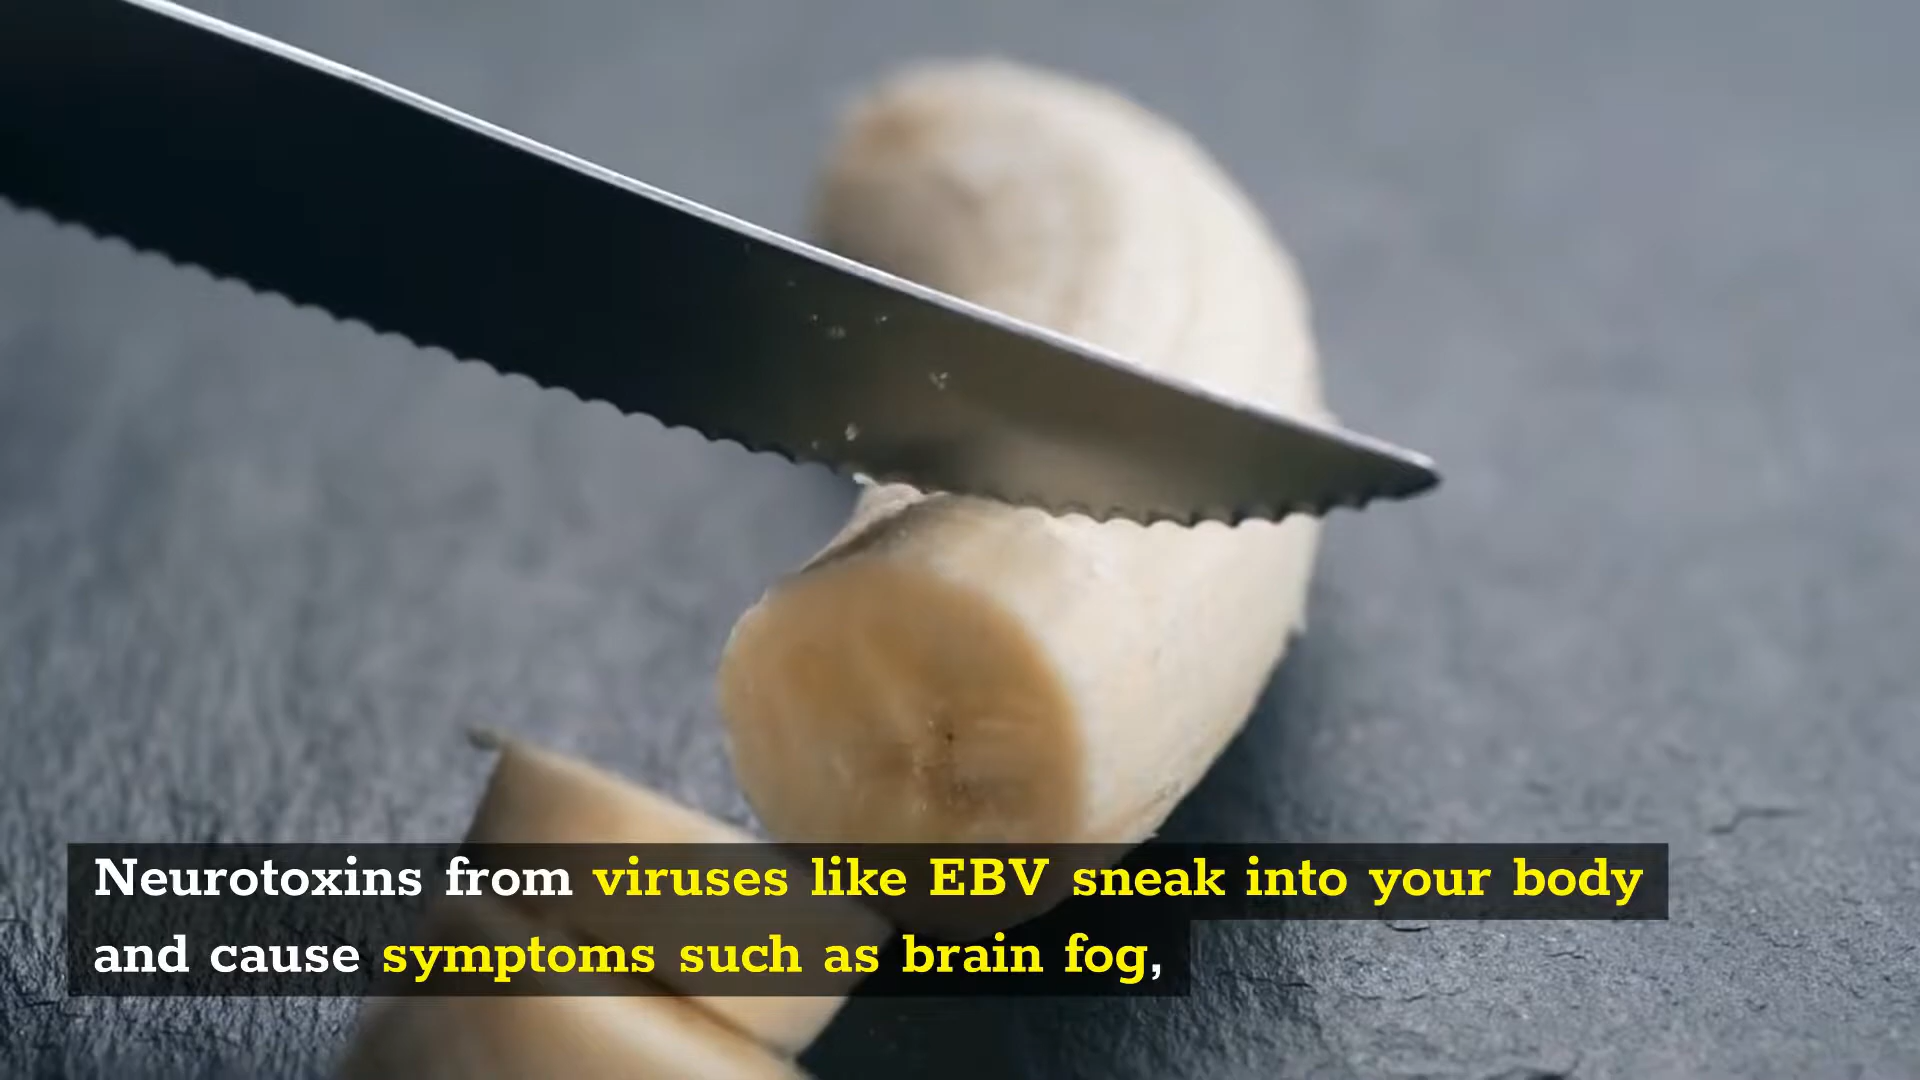 Neurotoxins from viruses like EBV sneak into your body
and cause symptoms such as brain fog,